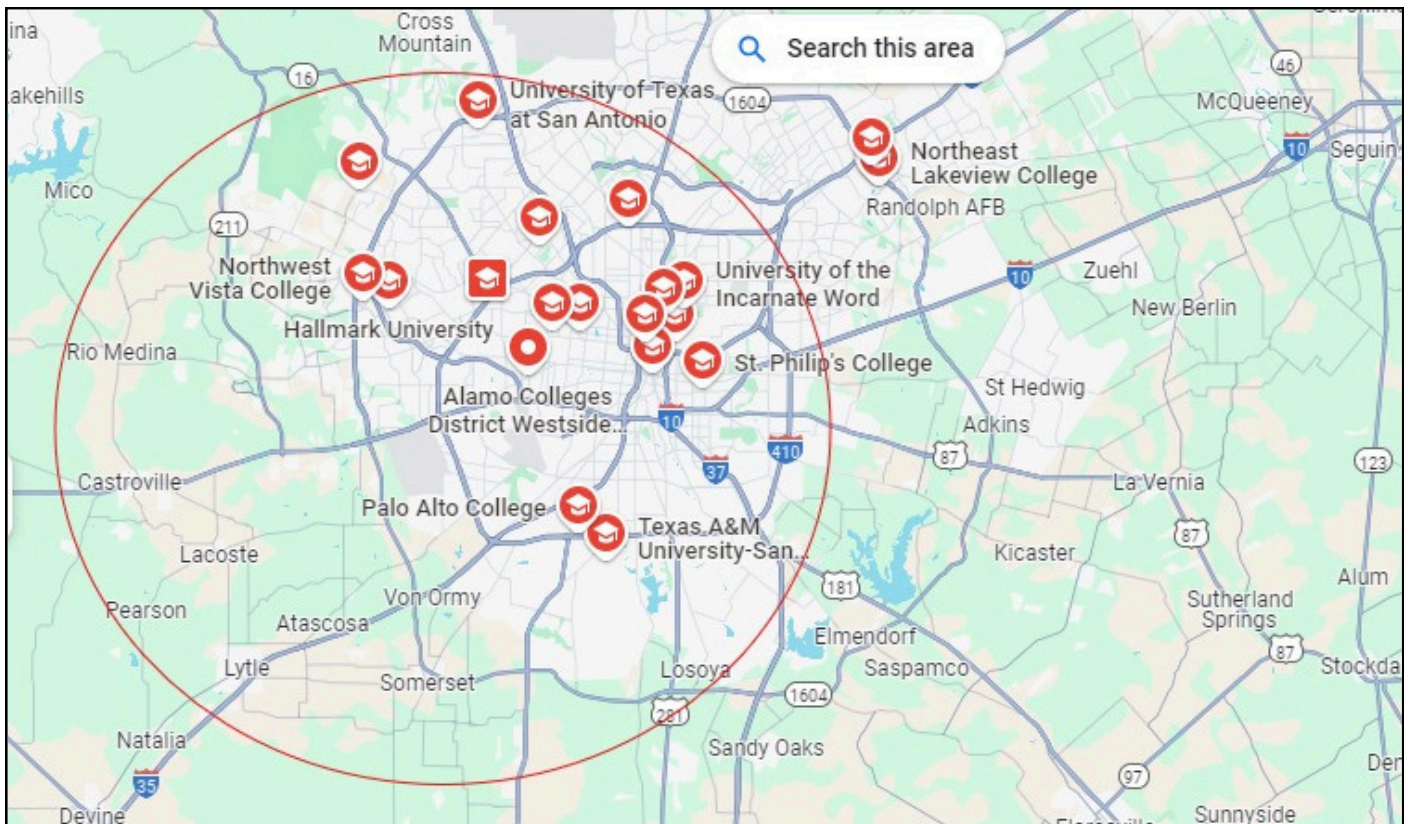 Cross
Mountain
Search this area
16
46
University of Texas
at San Antonio
1604
McQueeney
10
Seguin
Northeast
Lakeview College
Mico
Randolph AFB
211
Northwest
Vista College
University of the
Incarnate Word
10
Zuehl
New Berlin
Hallmark University
Rio Medina
St. Philip's College
St Hedwig
Alamo Colleges
District Westside...
10
Adkins
410
87
37
123
Castroville
La Vernia
Palo Alto College
Texas A&M
University-San...
87
Lacoste
Kicaster
181
Alum
Von Ormy
Pearson
Sutherland
Springs
Atascosa
Elmendorf
87
Lytle
Losoya
Saspamco
Stockda
Somerset
1604
281
Natalia
Sandy Oaks
Der
35
97
Devine
Sunnyside